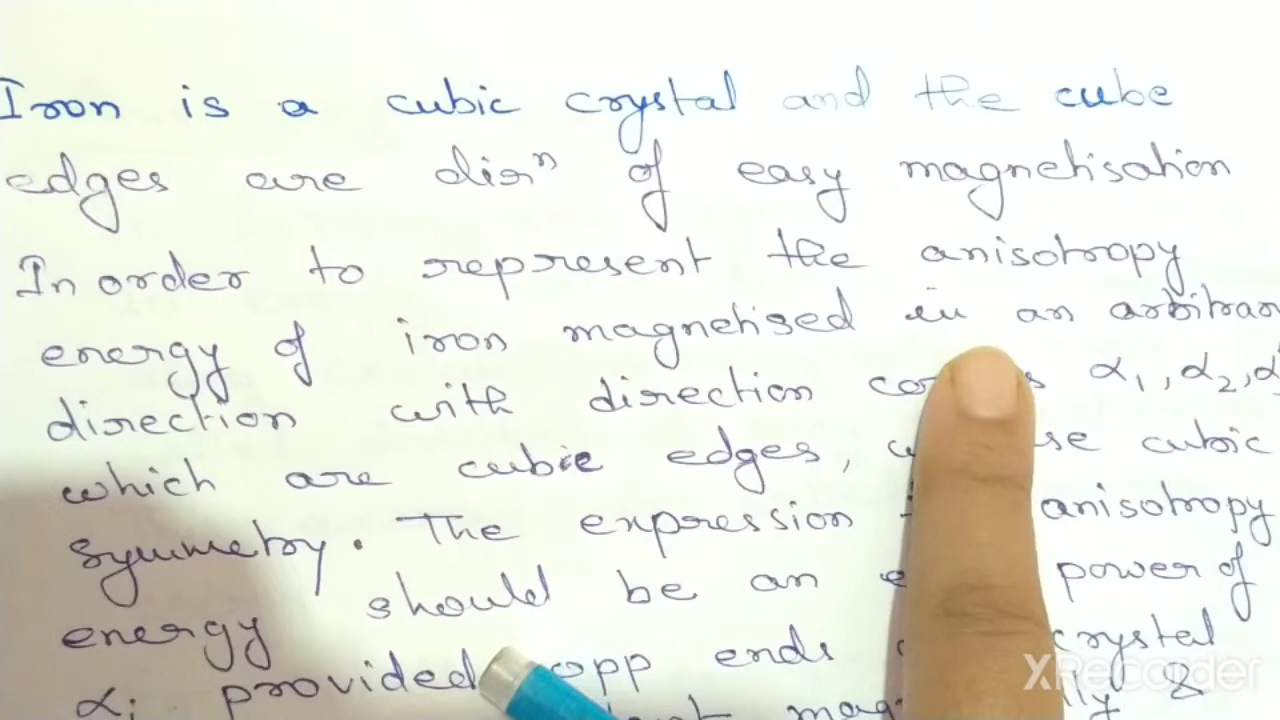 Iron is a cubic crystal and the cube
edges are dirⁿ of easy magnetisation
In order to represent the anisotropy
energy of iron magnetised in an
direction with direction α₁, α₂,
which are cubic edges, cubic
symmetry. The expression anisotropy
energy should be an power of
αᵢ provided opp ends crystal
&
XRecorder